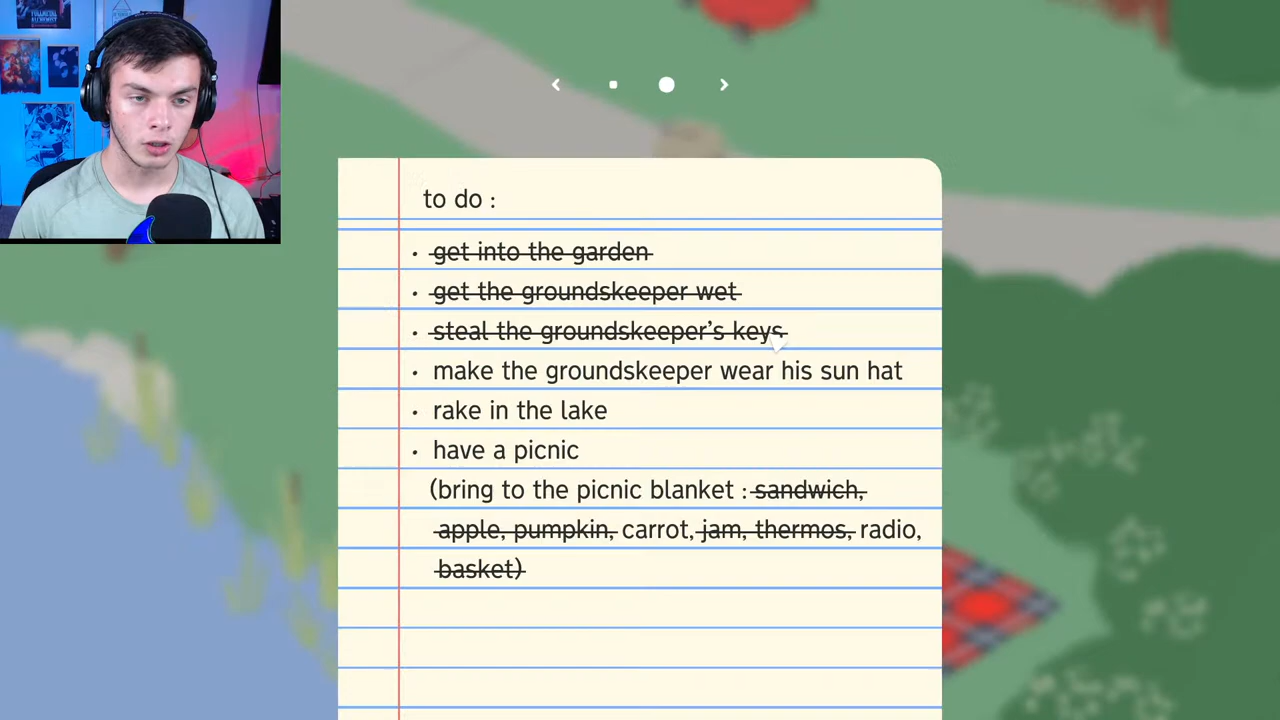 FULLMETAL
ALCHEMIST
to do :
· get into the garden
· get the groundskeeper wet
· steal the groundskeeper's keys
· make the groundskeeper wear his sun hat
· rake in the lake
· have a picnic
(bring to the picnic blanket : sandwich,
apple, pumpkin, carrot, jam, thermos, radio,
basket)